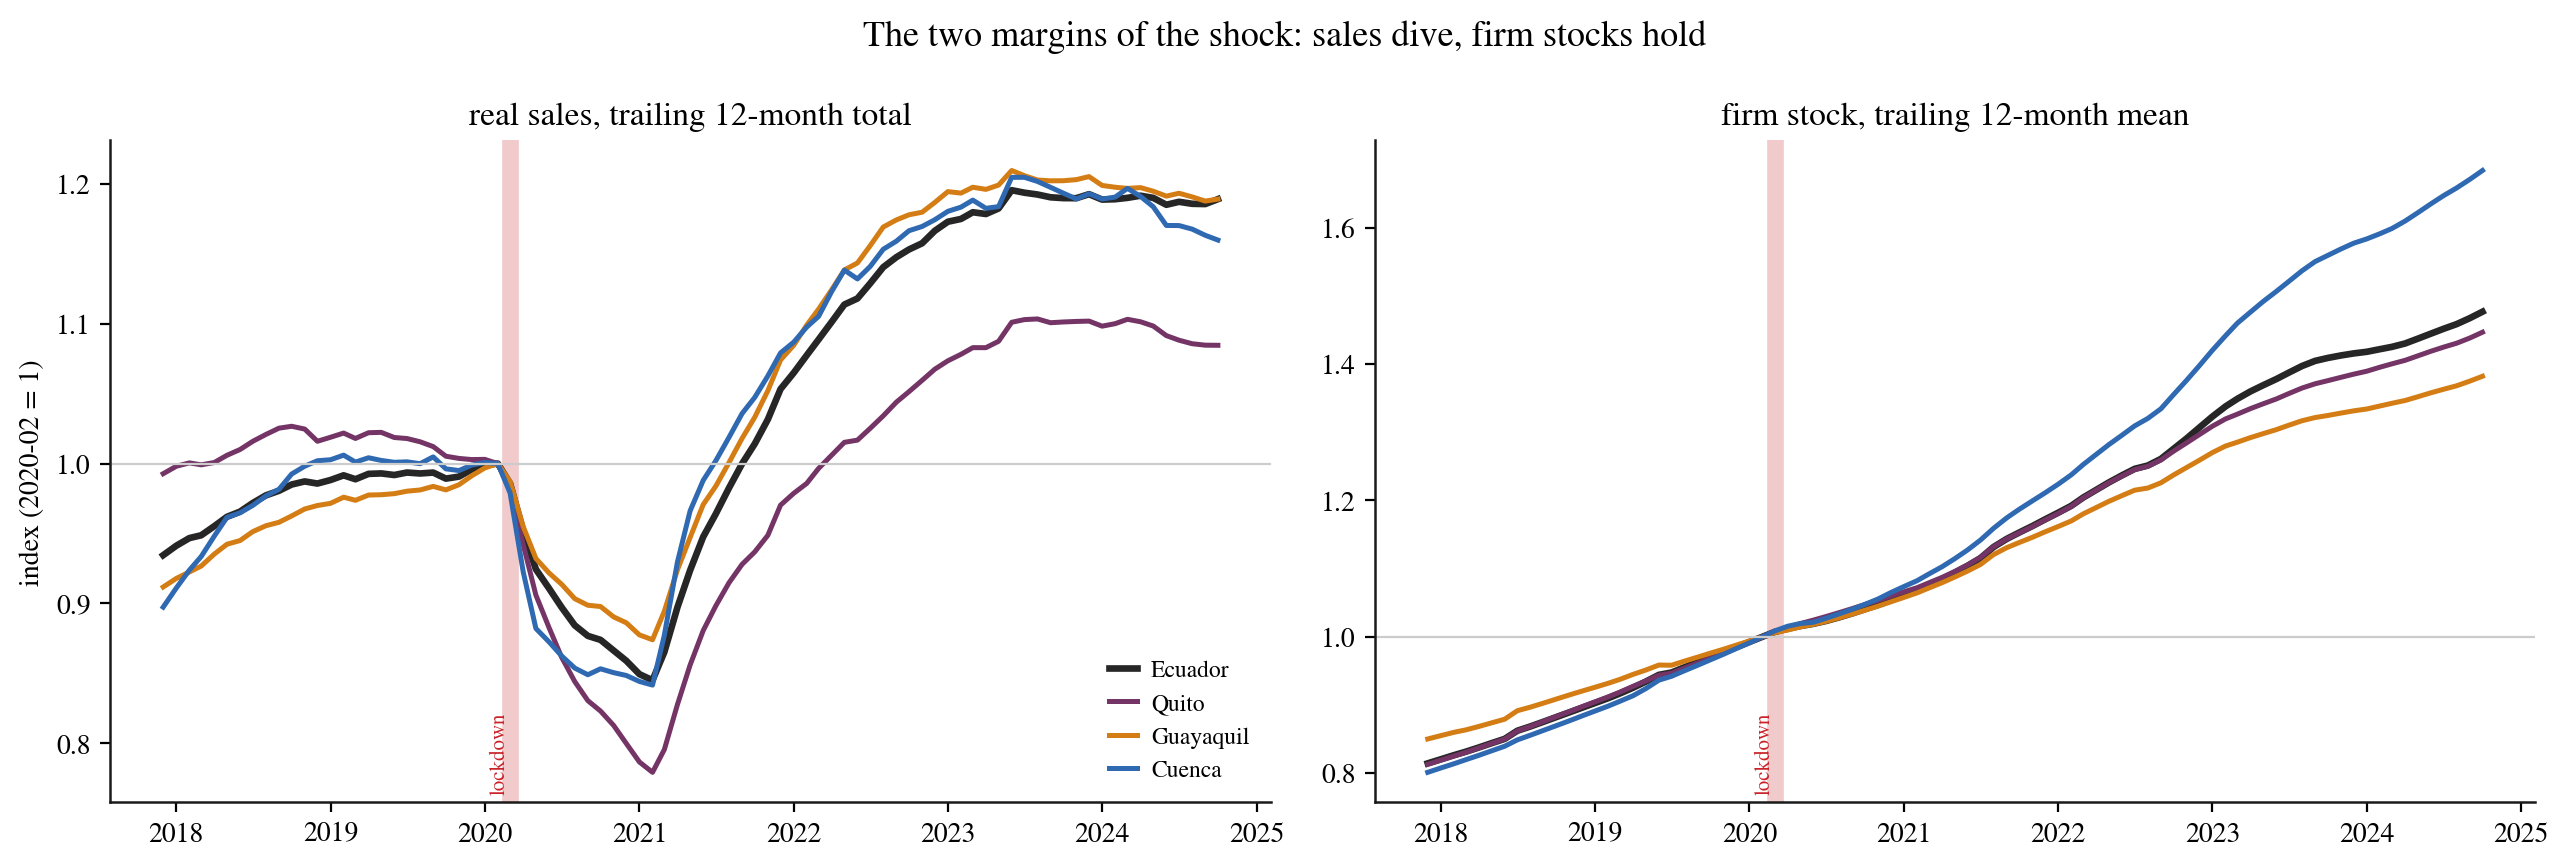 The two margins of the shock: sales dive, firm stocks hold
real sales, trailing 12-month total
index (2020-02 = 1)
1.2
1.1
1.0
0.9
0.8
lockdown
Ecuador
Quito
Guayaquil
Cuenca
2018 2019 2020 2021 2022 2023 2024 2025
firm stock, trailing 12-month mean
1.6
1.4
1.2
1.0
0.8
lockdown
2018 2019 2020 2021 2022 2023 2024 2025